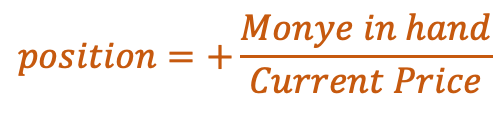 Monye in hand
position = +
Current Price